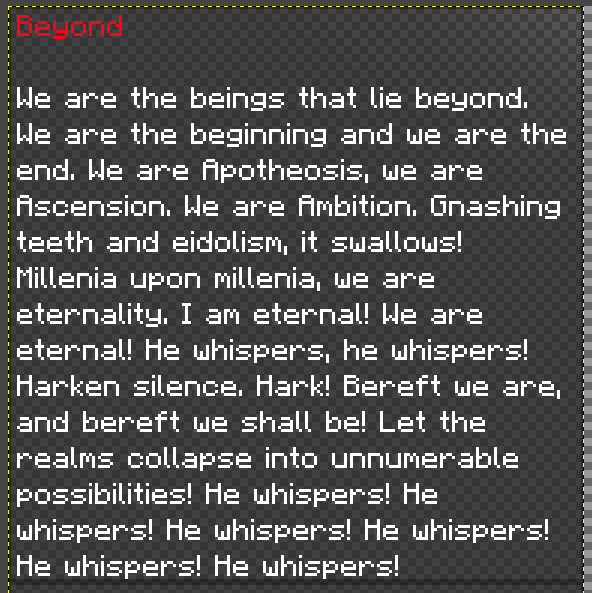 Beyond
We are the beings that lie beyond.
We are the beginning and we are the
end. We are Apotheosis, we are
Ascension. We are Ambition. Gnashing
teeth and eidolism, it swallows!
Millenia upon millenia, we are
eternality. I am eternal! We are
eternal! He whispers, he whispers!
Harken silence. Hark! Bereft we are,
and bereft we shall be! Let the
realms collapse into unnumerable
possibilities! He whispers! He
whispers! He whispers! He whispers!
He whispers! He whispers!